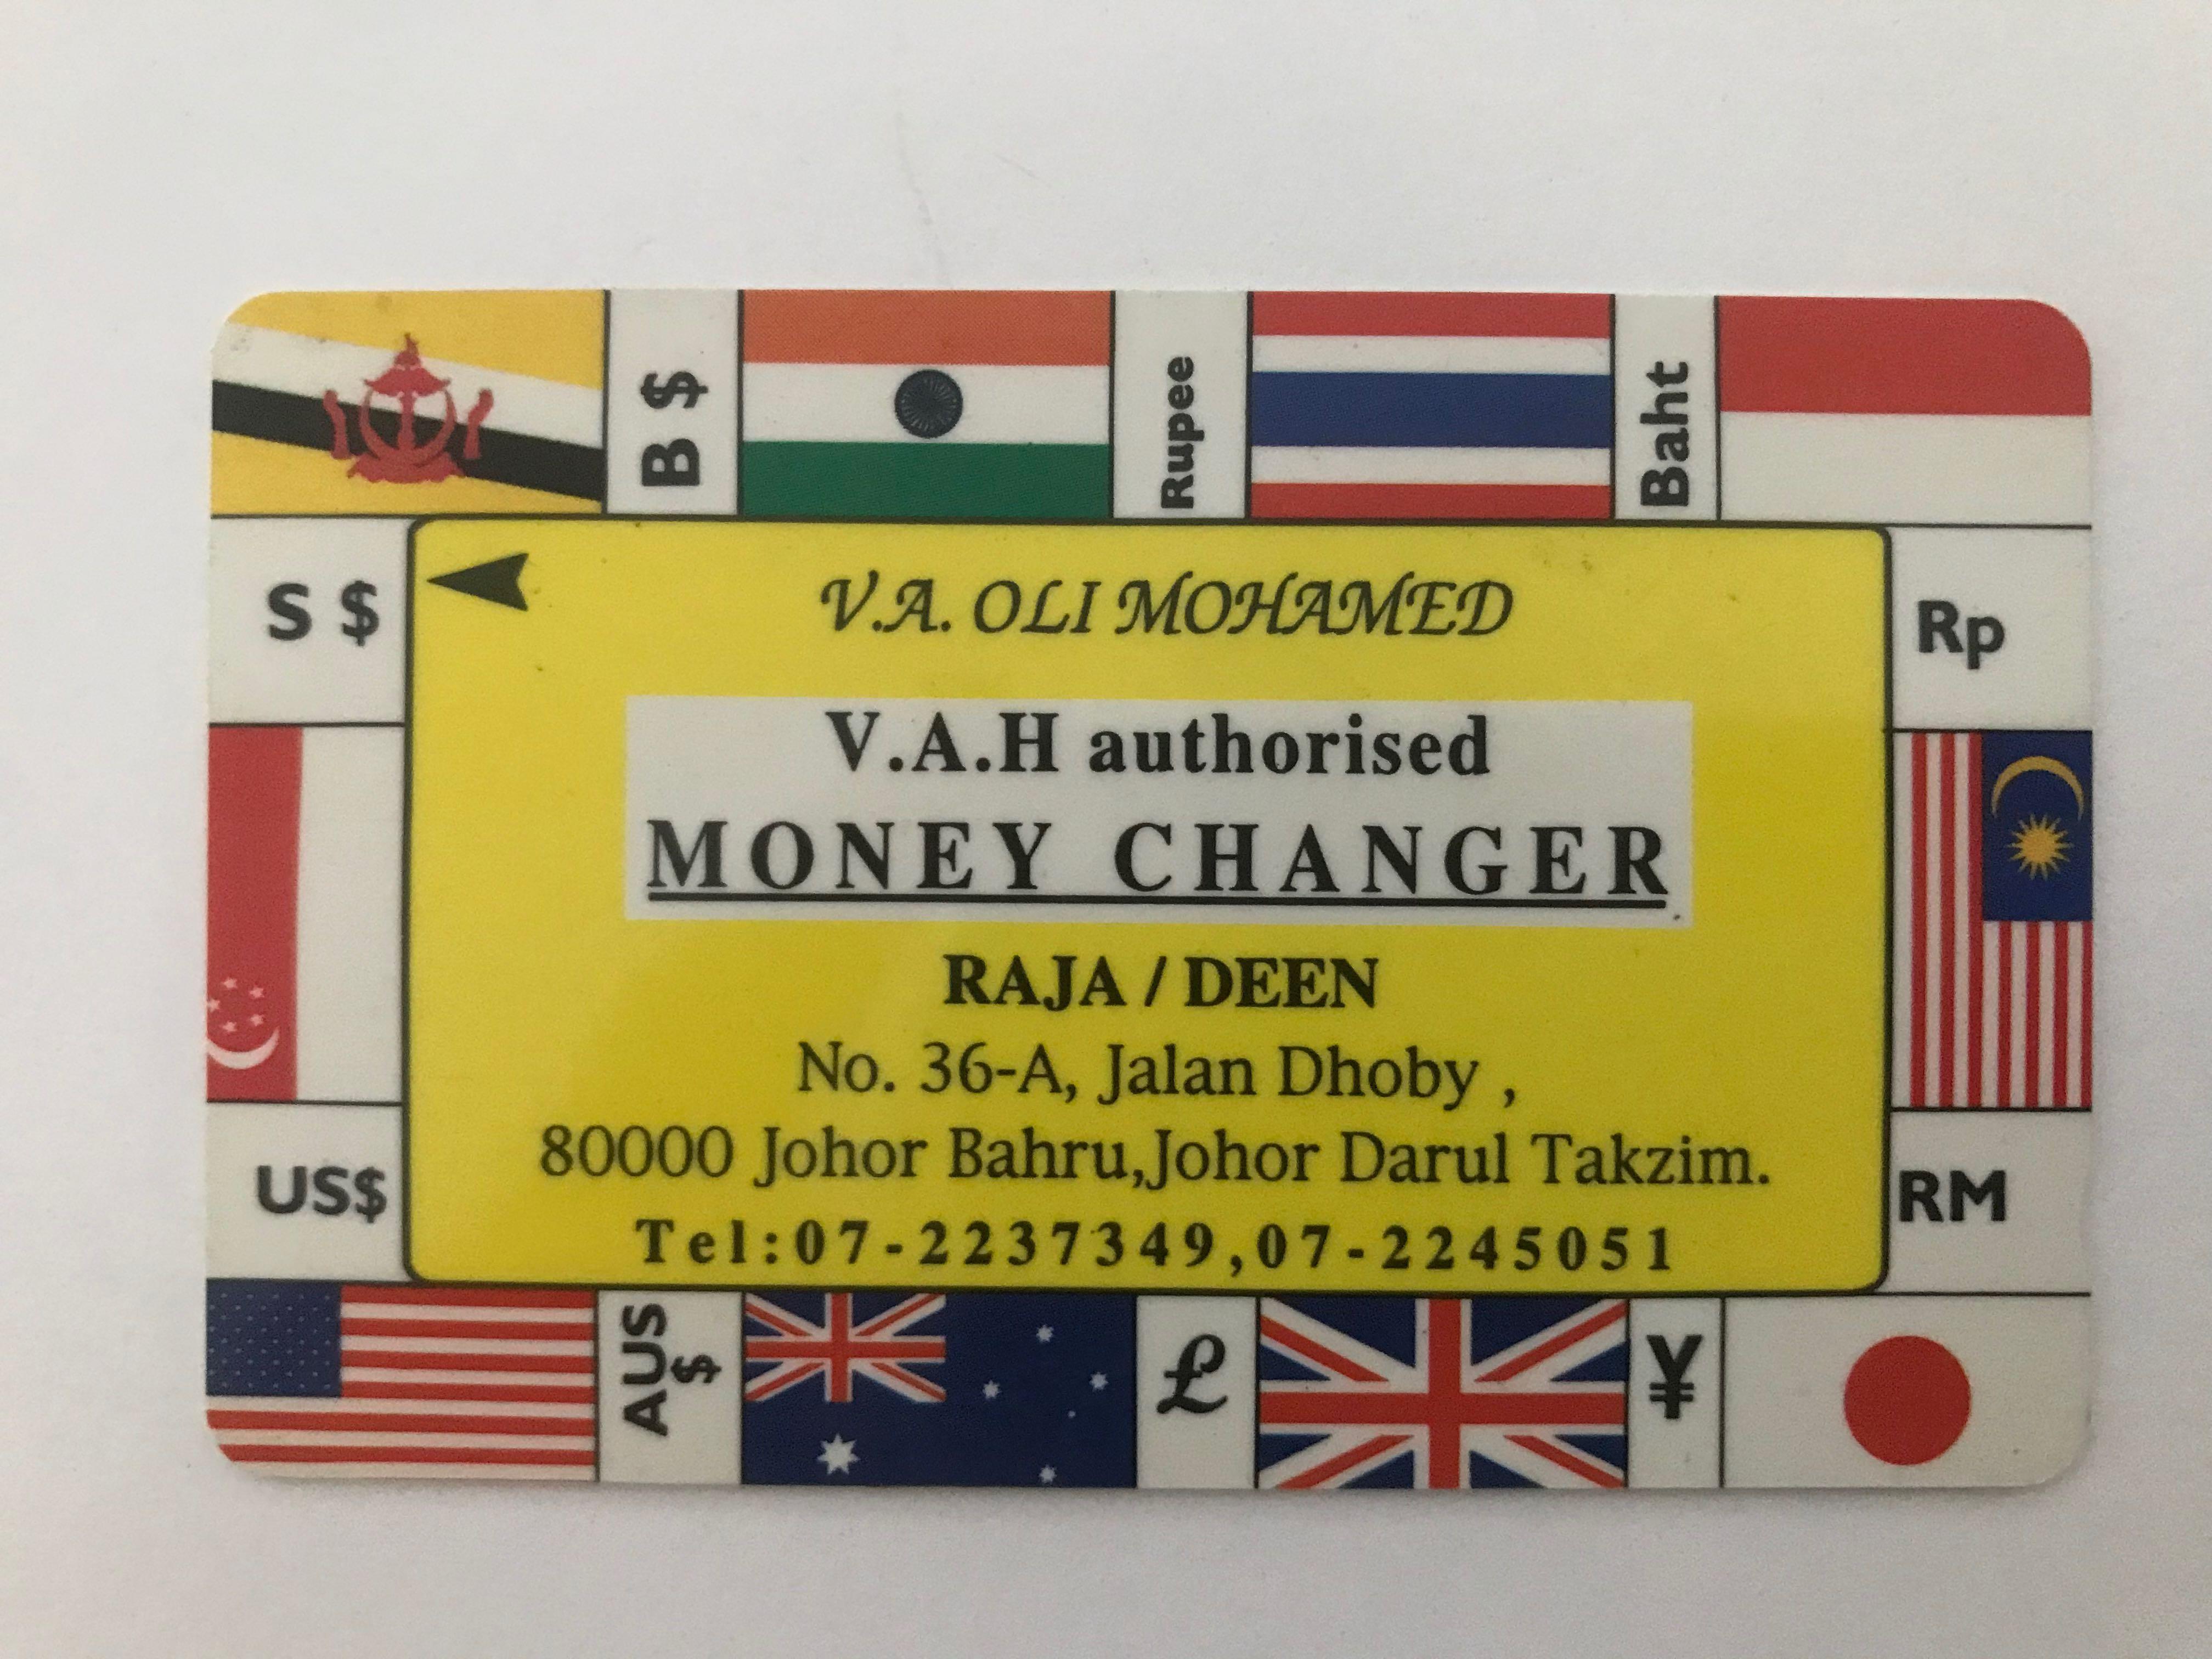 B $
Rupee
Baht
S $
V.A. OLI MOHAMED
Rp
V.A.H authorised
MONEY CHANGER
RAJA / DEEN
No. 36-A, Jalan Dhoby ,
80000 Johor Bahru,Johor Darul Takzim.
US$
RM
Tel:07-2237349,07-2245051
AUS
$
£
¥